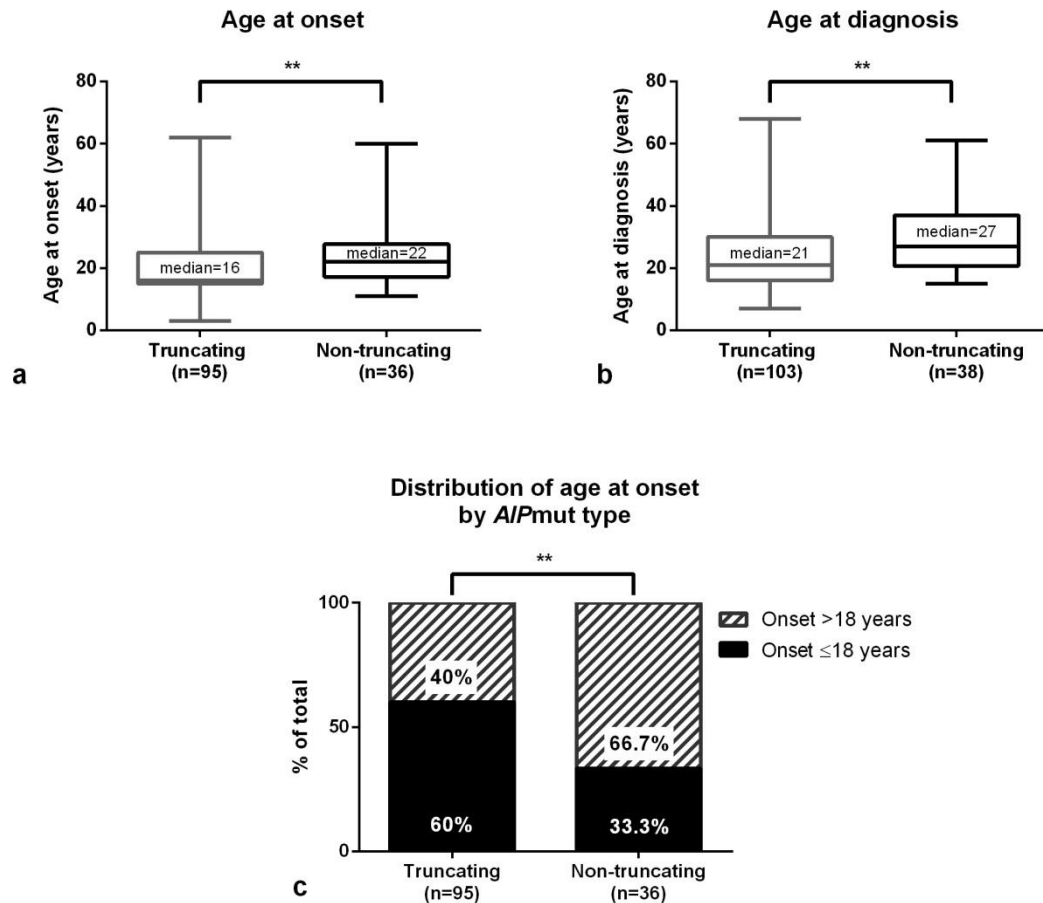 Age at onset
**
Age at onset (years)
80
60
40
20
0
median=16
median=22
Truncating
(n=95)
Non-truncating
(n=36)
a
Age at diagnosis
**
Age at diagnosis (years)
80
60
40
20
0
median=21
median=27
Truncating
(n=103)
Non-truncating
(n=38)
b
Distribution of age at onset
by AIPmut type
**
% of total
100
50
0
40%
60%
66.7%
33.3%
Onset >18 years
Onset ≤18 years
Truncating
(n=95)
Non-truncating
(n=36)
c